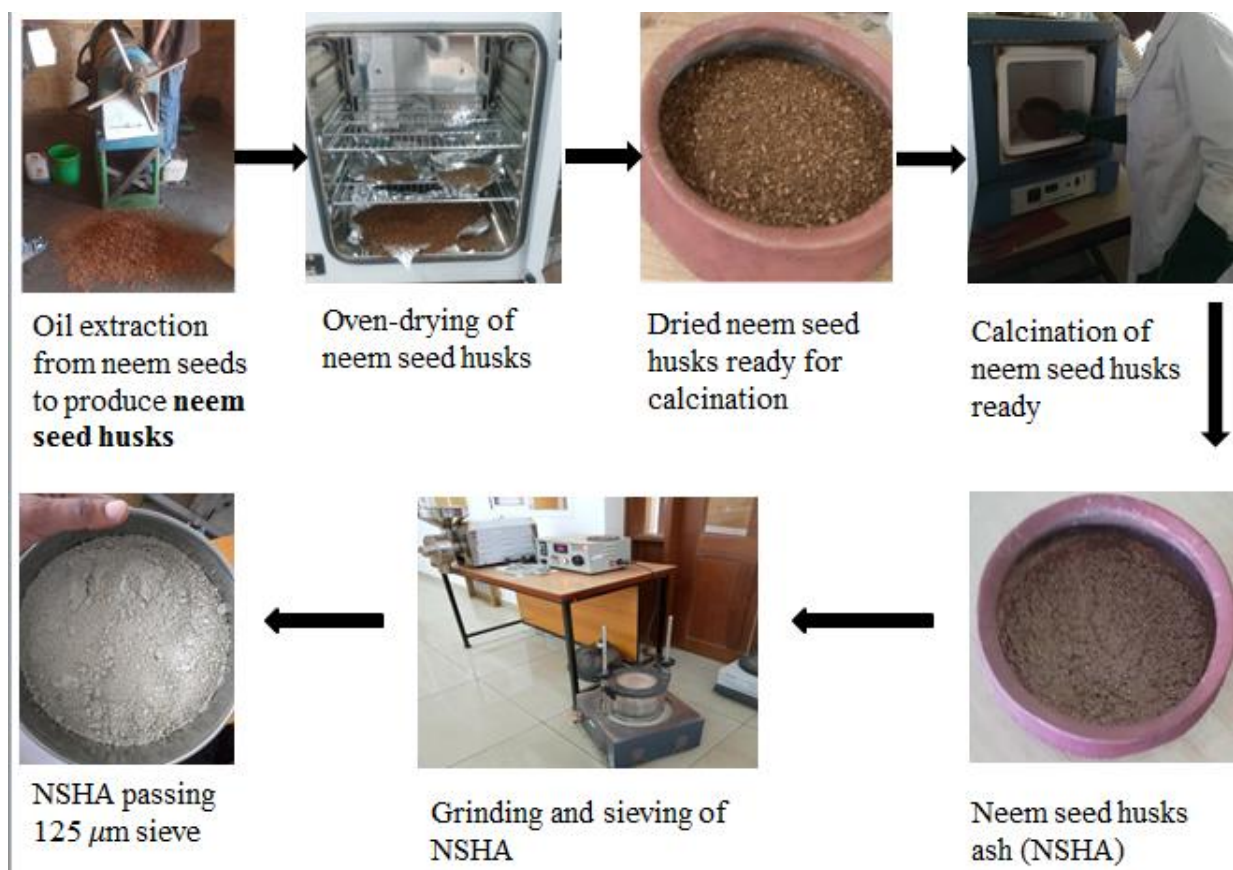 Oil extraction
from neem seeds
to produce neem
seed husks
Oven-drying of
neem seed husks
Dried neem seed
husks ready for
calcination
Calcination of
neem seed husks
ready
NSHA passing
125 μm sieve
Grinding and sieving of
NSHA
Neem seed husks
ash (NSHA)